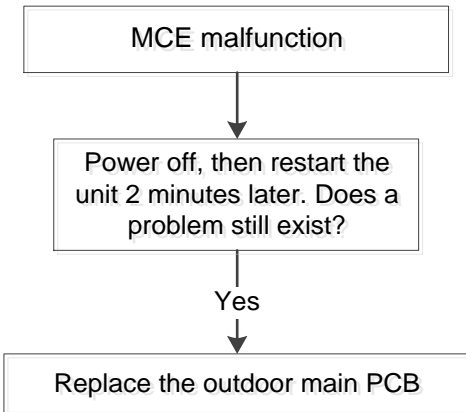 MCE malfunction
Power off, then restart the
unit 2 minutes later. Does a
problem still exist?
Yes
Replace the outdoor main PCB